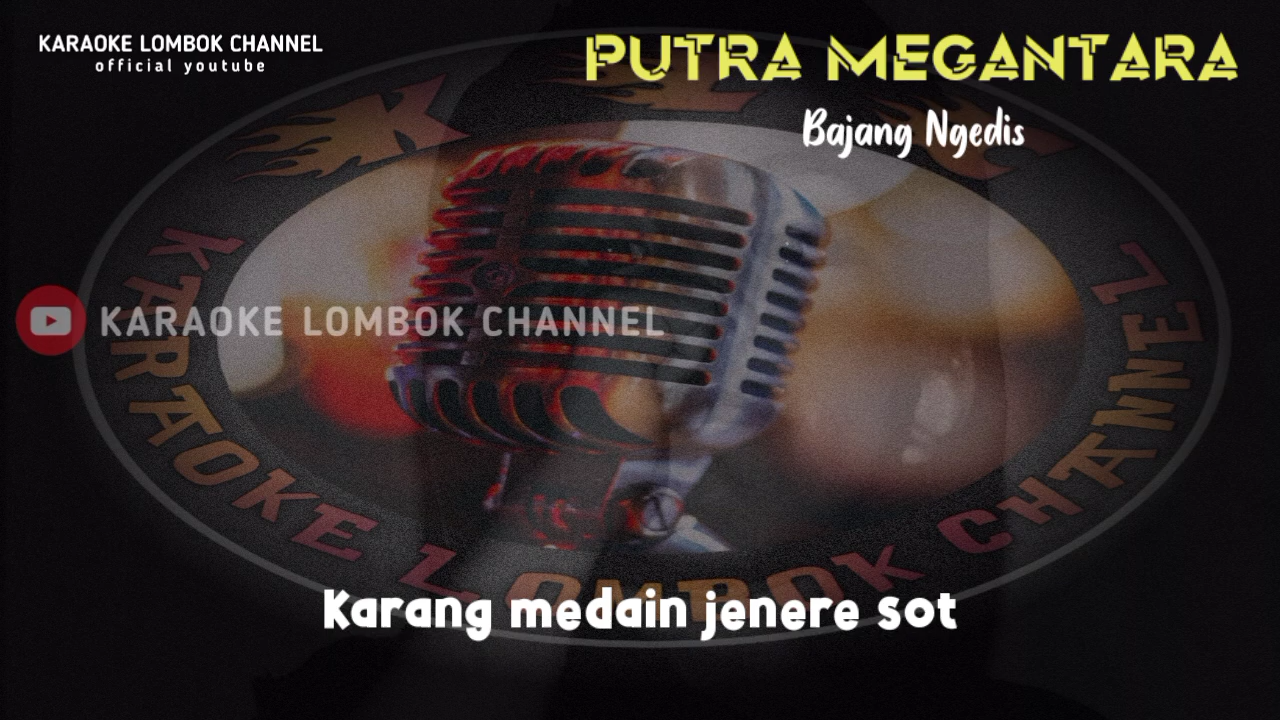 KARAOKE LOMBOK CHANNEL
official youtube
PUTRA MEGANTARA
Bajang Ngedis
K L C
KARAOKE LOMBOK CHANNEL
KARAOKE LOMBOK CHANNEL
Karang medain jenere sot